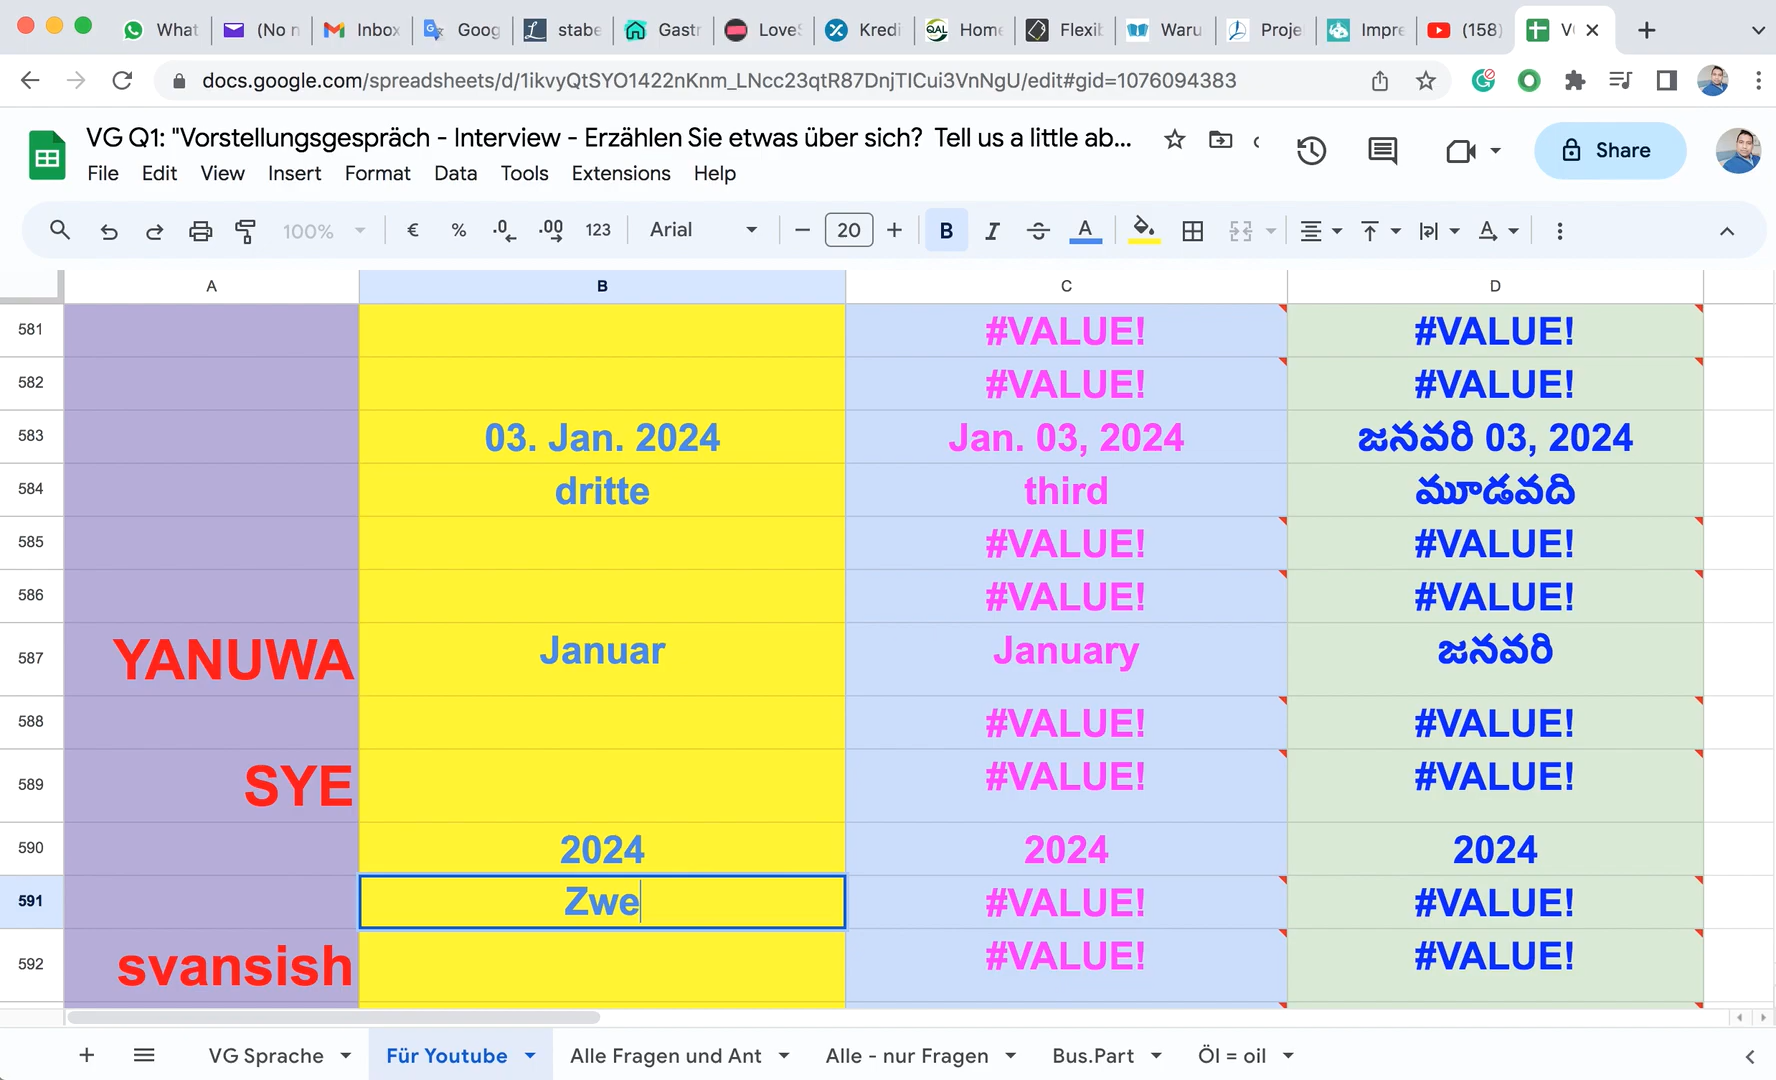 What (No n Inbox Goog stabe Gastr LoveS Kredi Home Flexib Waru Proje Impre (158)
docs.google.com/spreadsheets/d/1ikvyQtSYO1422nKnm_LNcc23qtR87DnjTICui3VnNgU/edit#gid=1076094383
VG Q1: "Vorstellungsgespräch - Interview - Erzählen Sie etwas über sich? Tell us a little ab...
Share
File Edit View Insert Format Data Tools Extensions Help
100% € % .0 .00 123 Arial 20 B I A
A B C D
581 #VALUE! #VALUE!
582 #VALUE! #VALUE!
583 03. Jan. 2024 Jan. 03, 2024 జనవరి 03, 2024
584 dritte third మూడవది
585 #VALUE! #VALUE!
586 #VALUE! #VALUE!
587 YANUWA Januar January జనవరి
588 #VALUE! #VALUE!
589 SYE #VALUE! #VALUE!
590 2024 2024 2024
591 Zwe #VALUE! #VALUE!
592 svansish #VALUE! #VALUE!
VG Sprache Für Youtube Alle Fragen und Ant Alle - nur Fragen Bus.Part Öl = oil